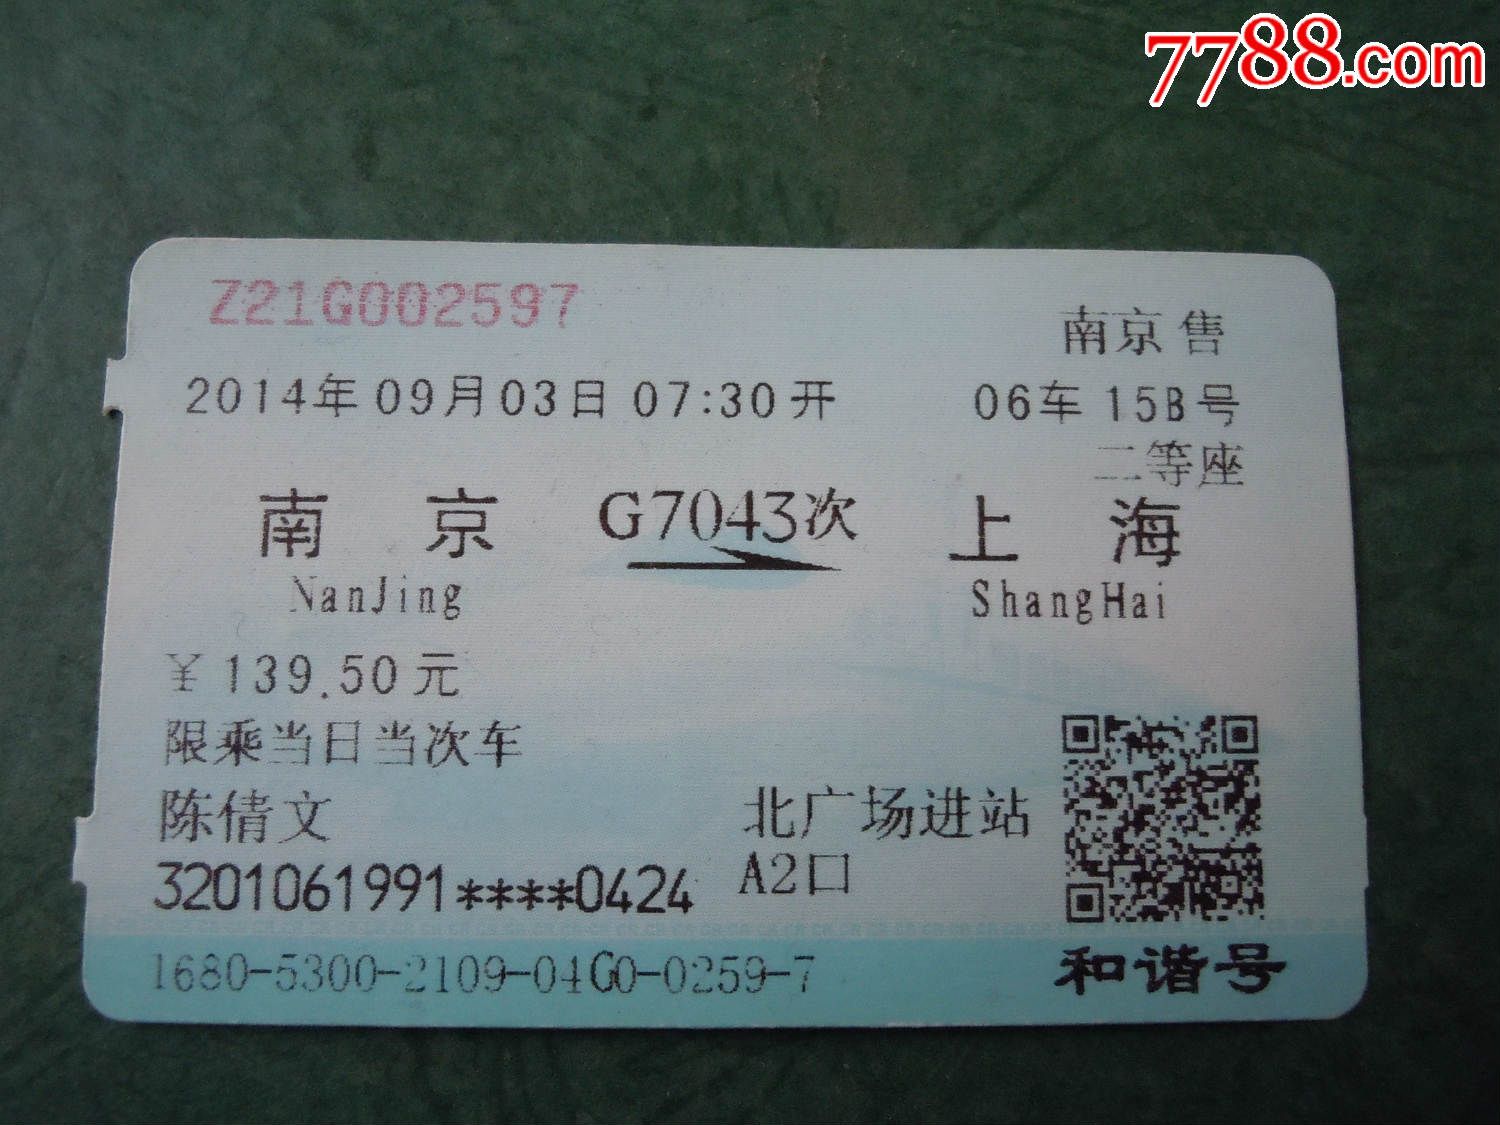 7788.com
Z21G002597
南京售
2014年09月03日07:30开 06车15B号
二等座
南京 G7043次 上海
NanJing ShangHai
¥139.50元
限乘当日当次车
陈倩文 北广场进站
3201061991****0424 A2口
1680-5300-2109-04G0-0259-7 和谐号